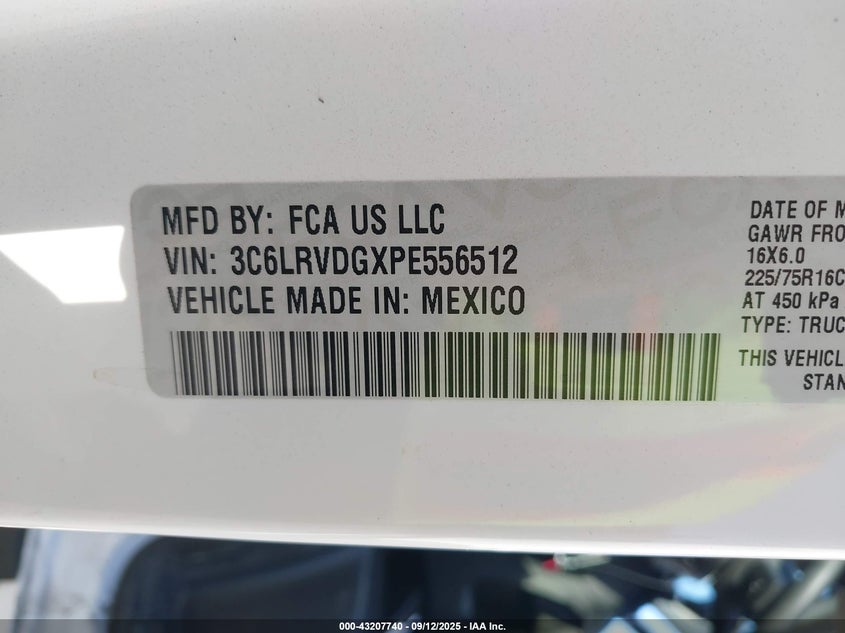 MFD BY: FCA US LLC
VIN: 3C6LRVDGXPE556512
VEHICLE MADE IN: MEXICO
DATE OF M
GAWR FRO
16X6.0
225/75R16C
AT 450 kPa
TYPE: TRUC
THIS VEHICL
STAN
000-43207740 - 09/12/2025 - IAA Inc.